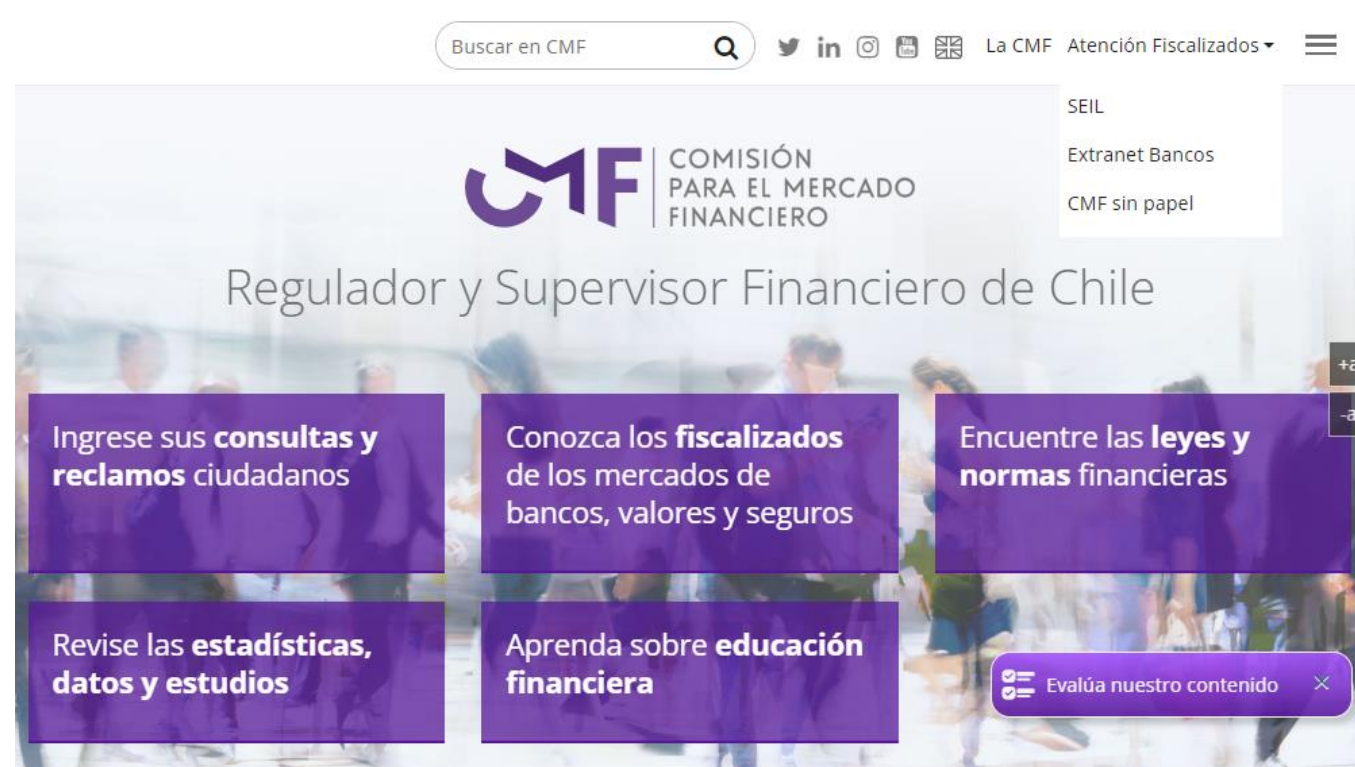 Buscar en CMF
La CMF
Atención Fiscalizados
SEIL
Extranet Bancos
CMF sin papel
CMF
COMISIÓN
PARA EL MERCADO
FINANCIERO
Regulador y Supervisor Financiero de Chile
+a
-a
Ingrese sus consultas y
reclamos ciudadanos
Conozca los fiscalizados
de los mercados de
bancos, valores y seguros
Encuentre las leyes y
normas financieras
Revise las estadísticas,
datos y estudios
Aprenda sobre educación
financiera
Evalúa nuestro contenido